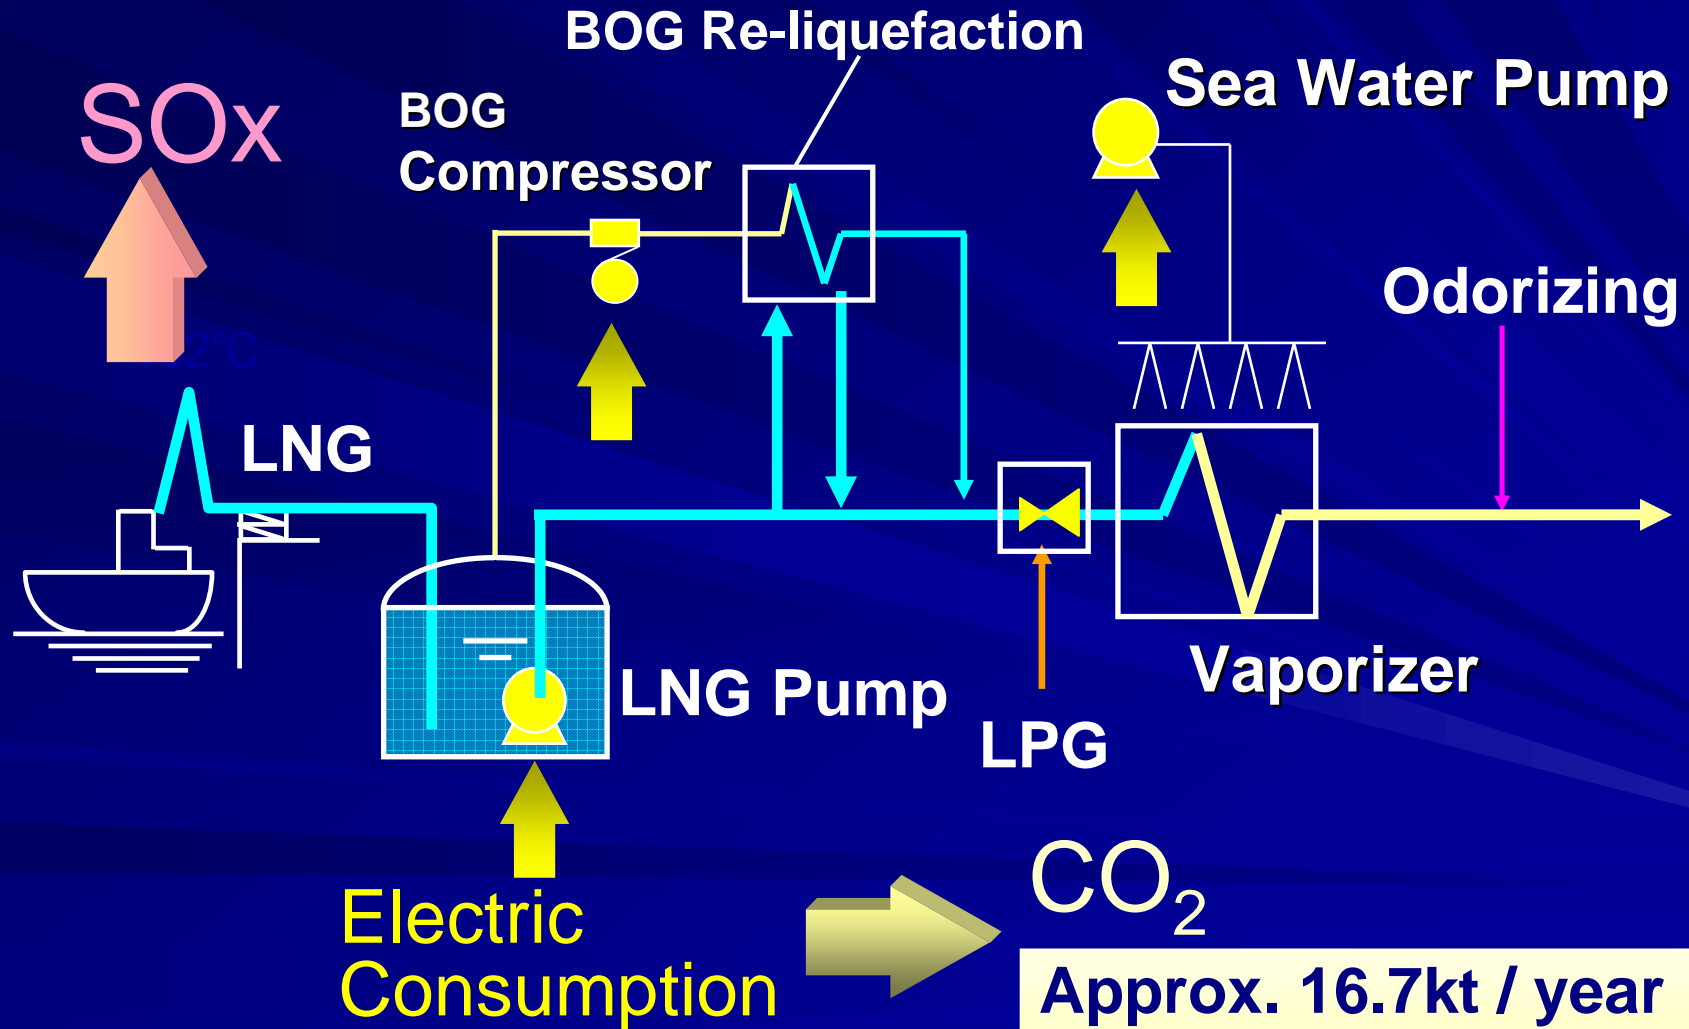 BOG Re-liquefaction
SOx
BOG
Compressor
Sea Water Pump
Odorizing
2°C
LNG
LNG Pump
Vaporizer
LPG
Electric
Consumption
CO₂
Approx. 16.7kt / year